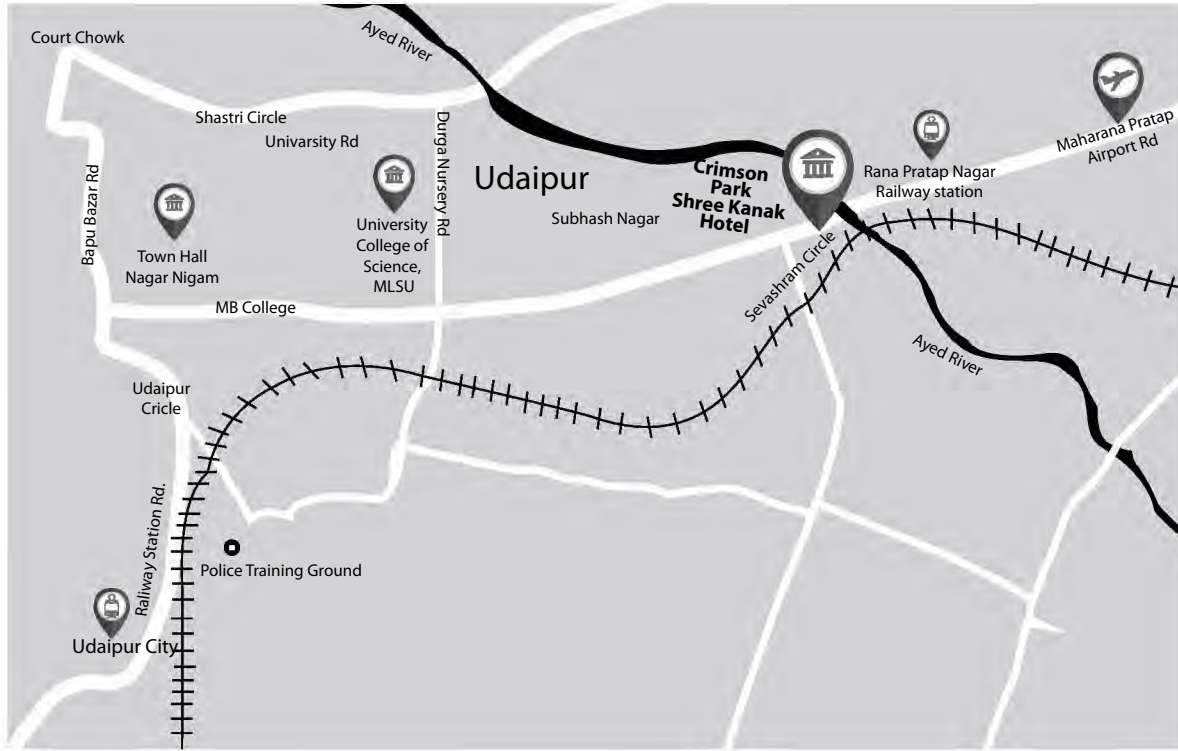 Court Chowk
Ayed River
Shastri Circle
Univarsity Rd
Durga Nursery Rd
Bapu Bazar Rd
Town Hall
Nagar Nigam
University
College of
Science,
MLSU
Udaipur
Subhash Nagar
Crimson
Park
Shree Kanak
Hotel
Rana Pratap Nagar
Railway station
Maharana Pratap
Airport Rd
MB College
Sevashram Circle
Ayed River
Udaipur
Cricle
Raliway Station Rd.
Police Training Ground
Udaipur City